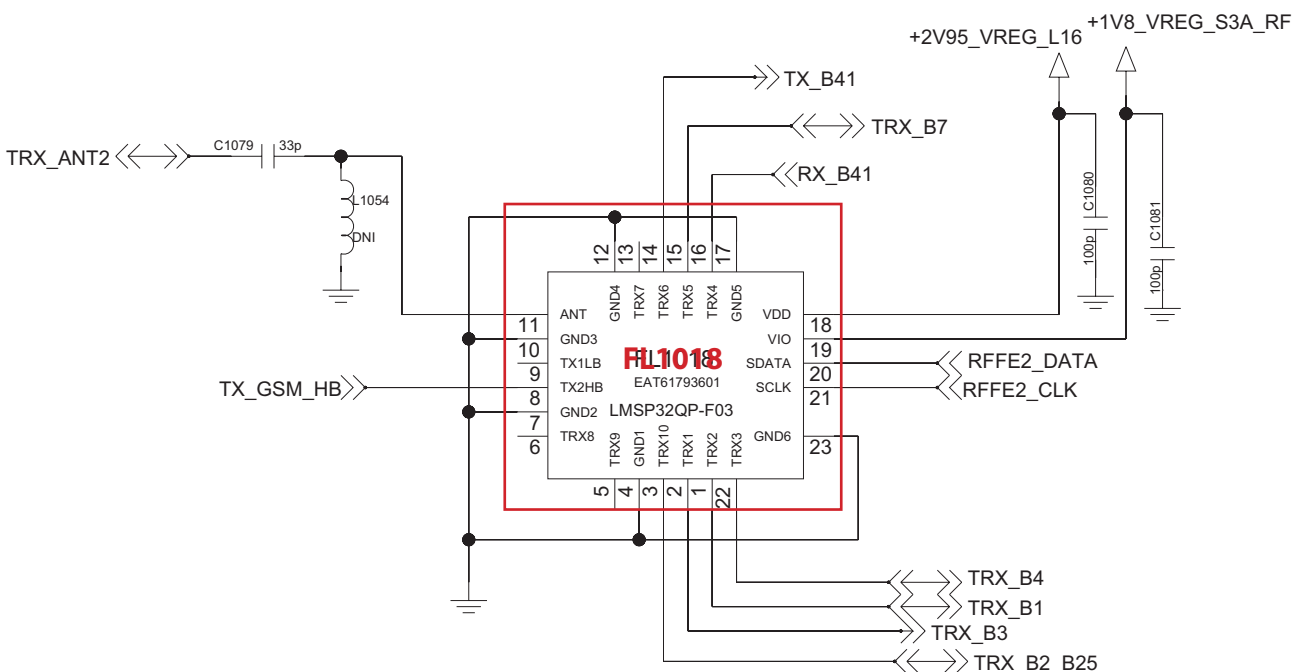 +1V8_VREG_S3A_RF
+2V95_VREG_L16
TX_B41
TRX_B7
C1079 33p
TRX_ANT2
RX_B41
L1054
DNI
C1080
100p
C1081
100p
12 13 14 15 16 17
GND4 TRX7 TRX6 TRX5 TRX4 GND5
ANT VDD
11 18
GND3 VIO
10 19
TX1LB FL1018 FL1018 SDATA RFFE2_DATA
9 20
TX_GSM_HB TX2HB EAT61793601 SCLK RFFE2_CLK
8 21
GND2 LMSP32QP-F03
7
TRX8 GND6
6 23
TRX9 GND1 TRX10 TRX1 TRX2 TRX3
5 4 3 2 1 22
TRX_B4
TRX_B1
TRX_B3
TRX_B2_B25